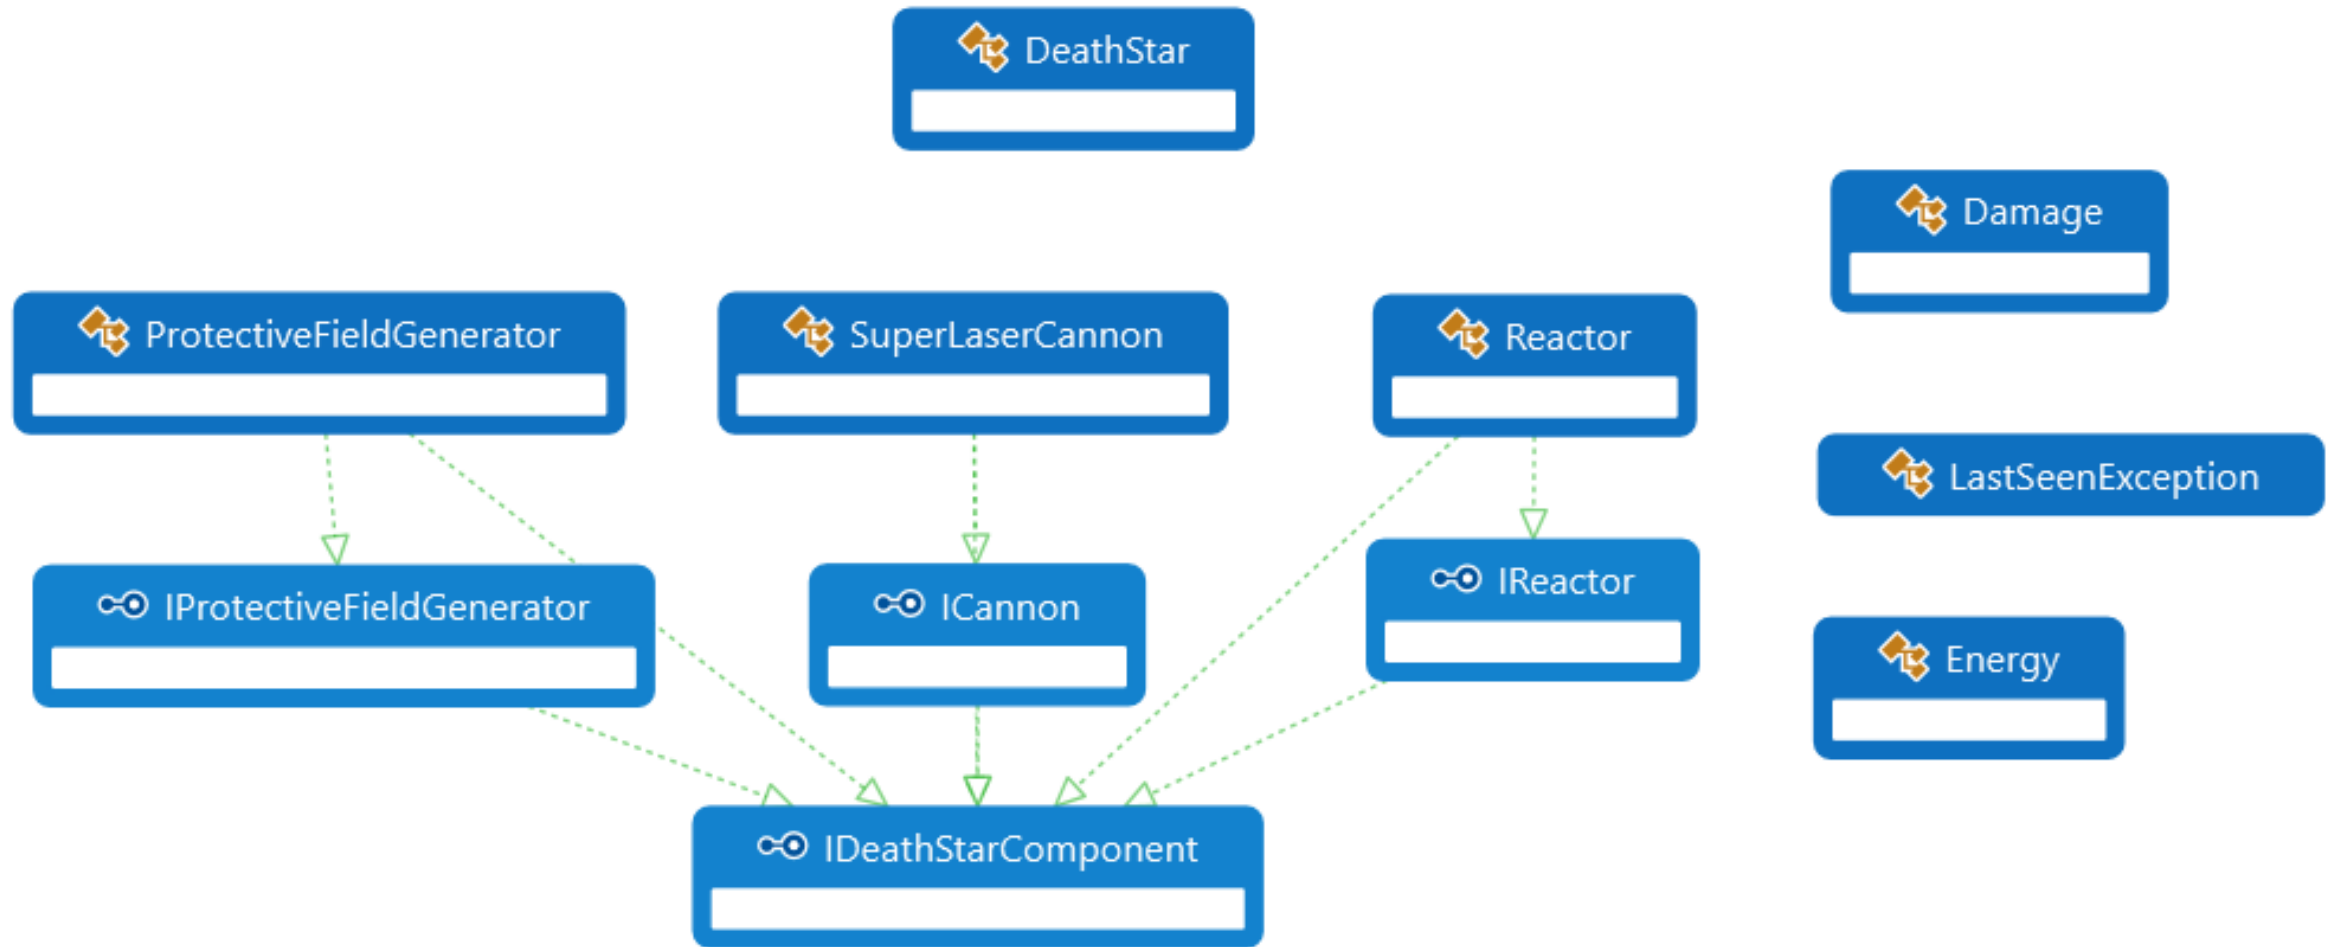 DeathStar
Damage
ProtectiveFieldGenerator
SuperLaserCannon
Reactor
LastSeenException
IProtectiveFieldGenerator
ICannon
IReactor
Energy
IDeathStarComponent